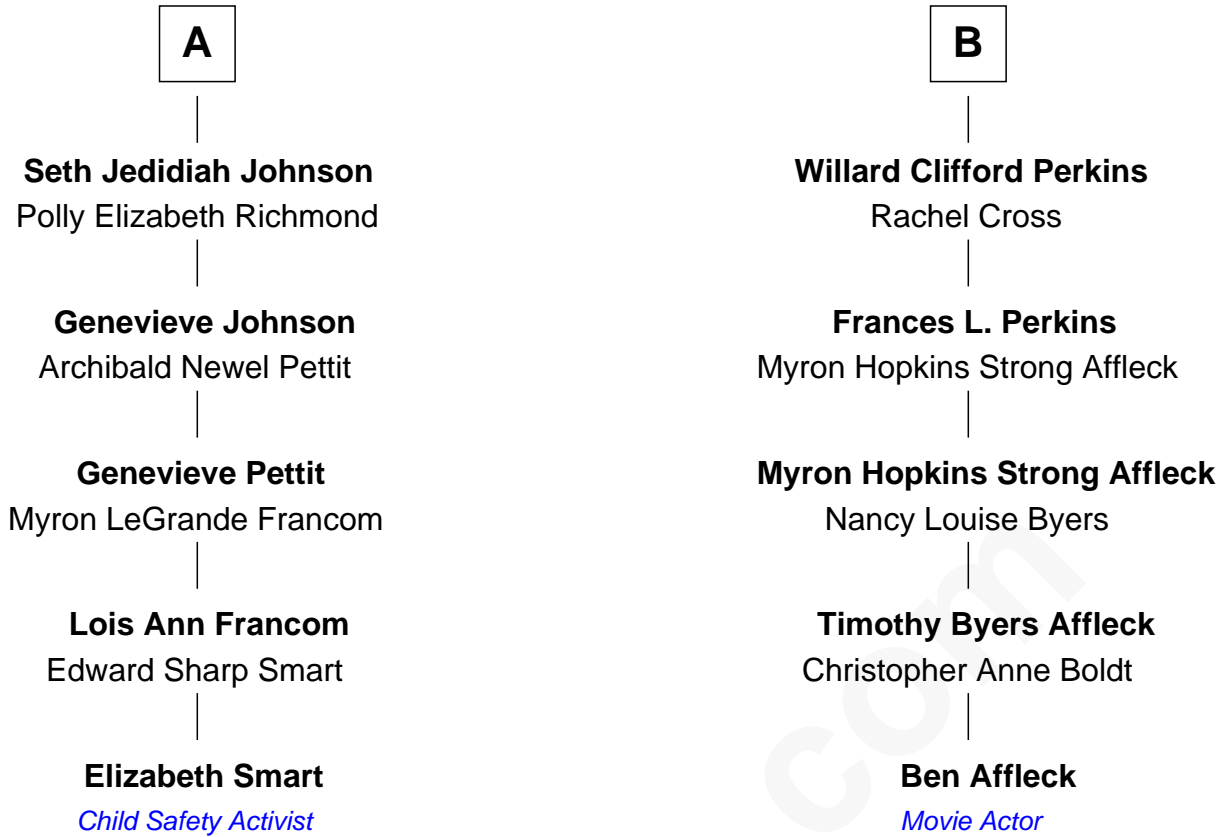 A
Seth Jedidiah Johnson
Polly Elizabeth Richmond
Genevieve Johnson
Archibald Newel Pettit
Genevieve Pettit
Myron LeGrande Francom
Lois Ann Francom
Edward Sharp Smart
Elizabeth Smart
Child Safety Activist
B
Willard Clifford Perkins
Rachel Cross
Frances L. Perkins
Myron Hopkins Strong Affleck
Myron Hopkins Strong Affleck
Nancy Louise Byers
Timothy Byers Affleck
Christopher Anne Boldt
Ben Affleck
Movie Actor
com